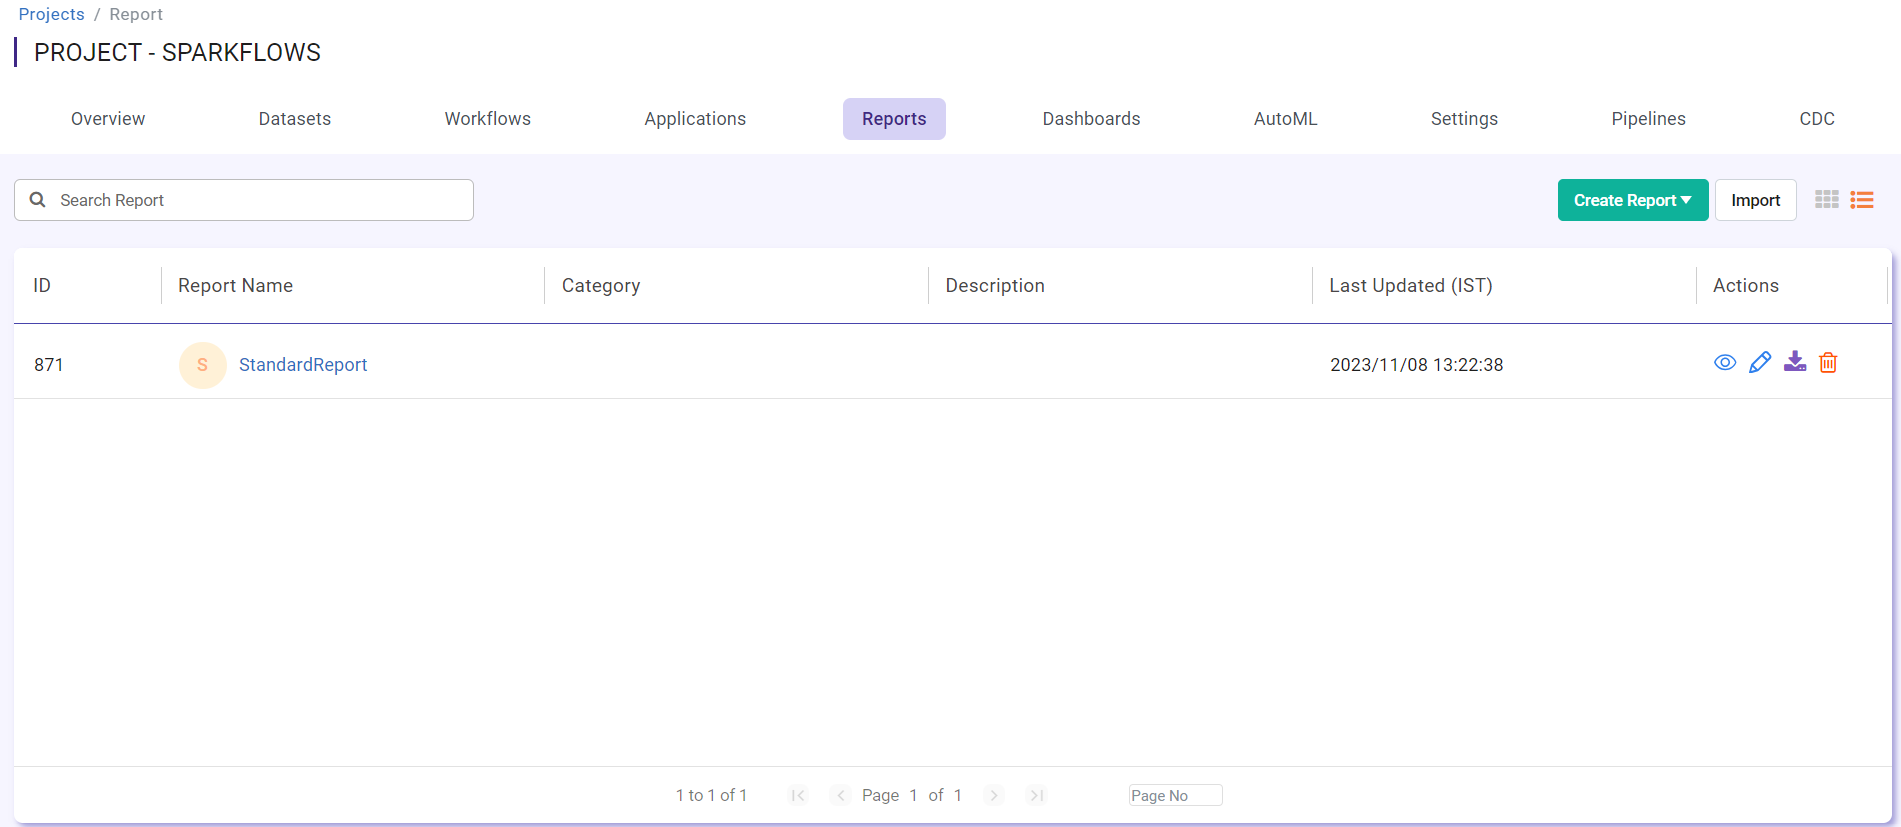 Projects / Report
PROJECT - SPARKFLOWS
Overview Datasets Workflows Applications Reports Dashboards AutoML Settings Pipelines CDC
Search Report Create Report Import
ID Report Name Category Description Last Updated (IST) Actions
871 S StandardReport 2023/11/08 13:22:38
1 to 1 of 1 Page 1 of 1 Page No